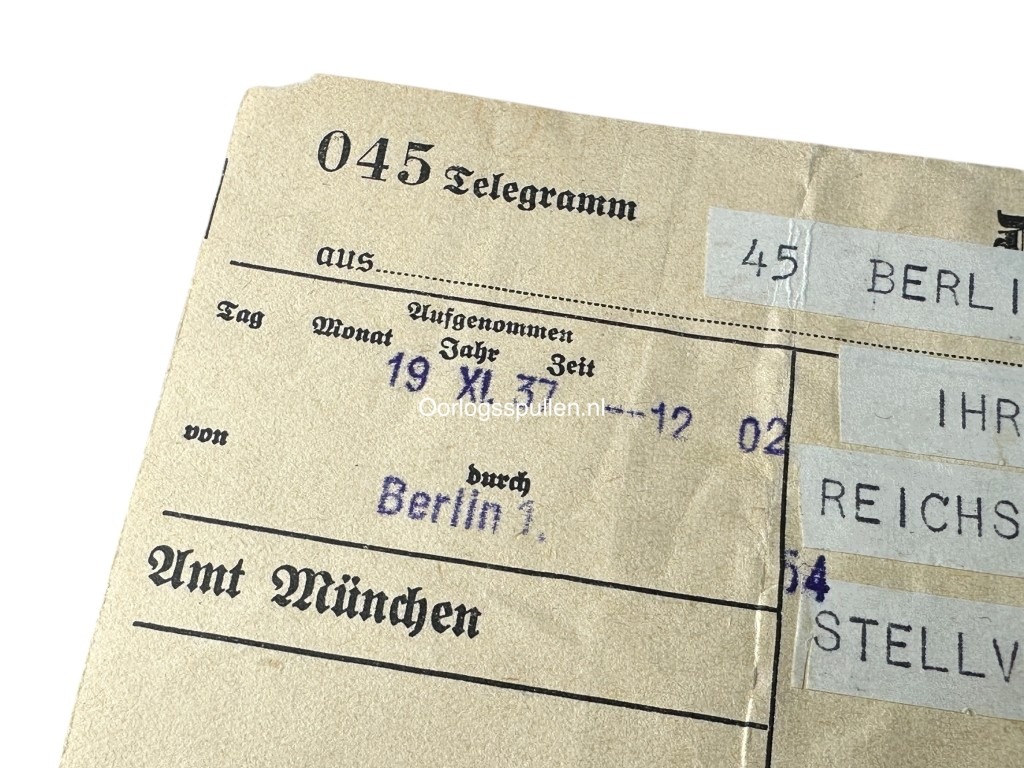 045 Telegramm
aus
45 BERLI
Tag Monat Aufgenommen Jahr Zeit
19 XI. 37 ---12 02
Oorlogsspullen.nl
IHR
von durch
Berlin 1.
REICHS
54
Amt München
STELLV